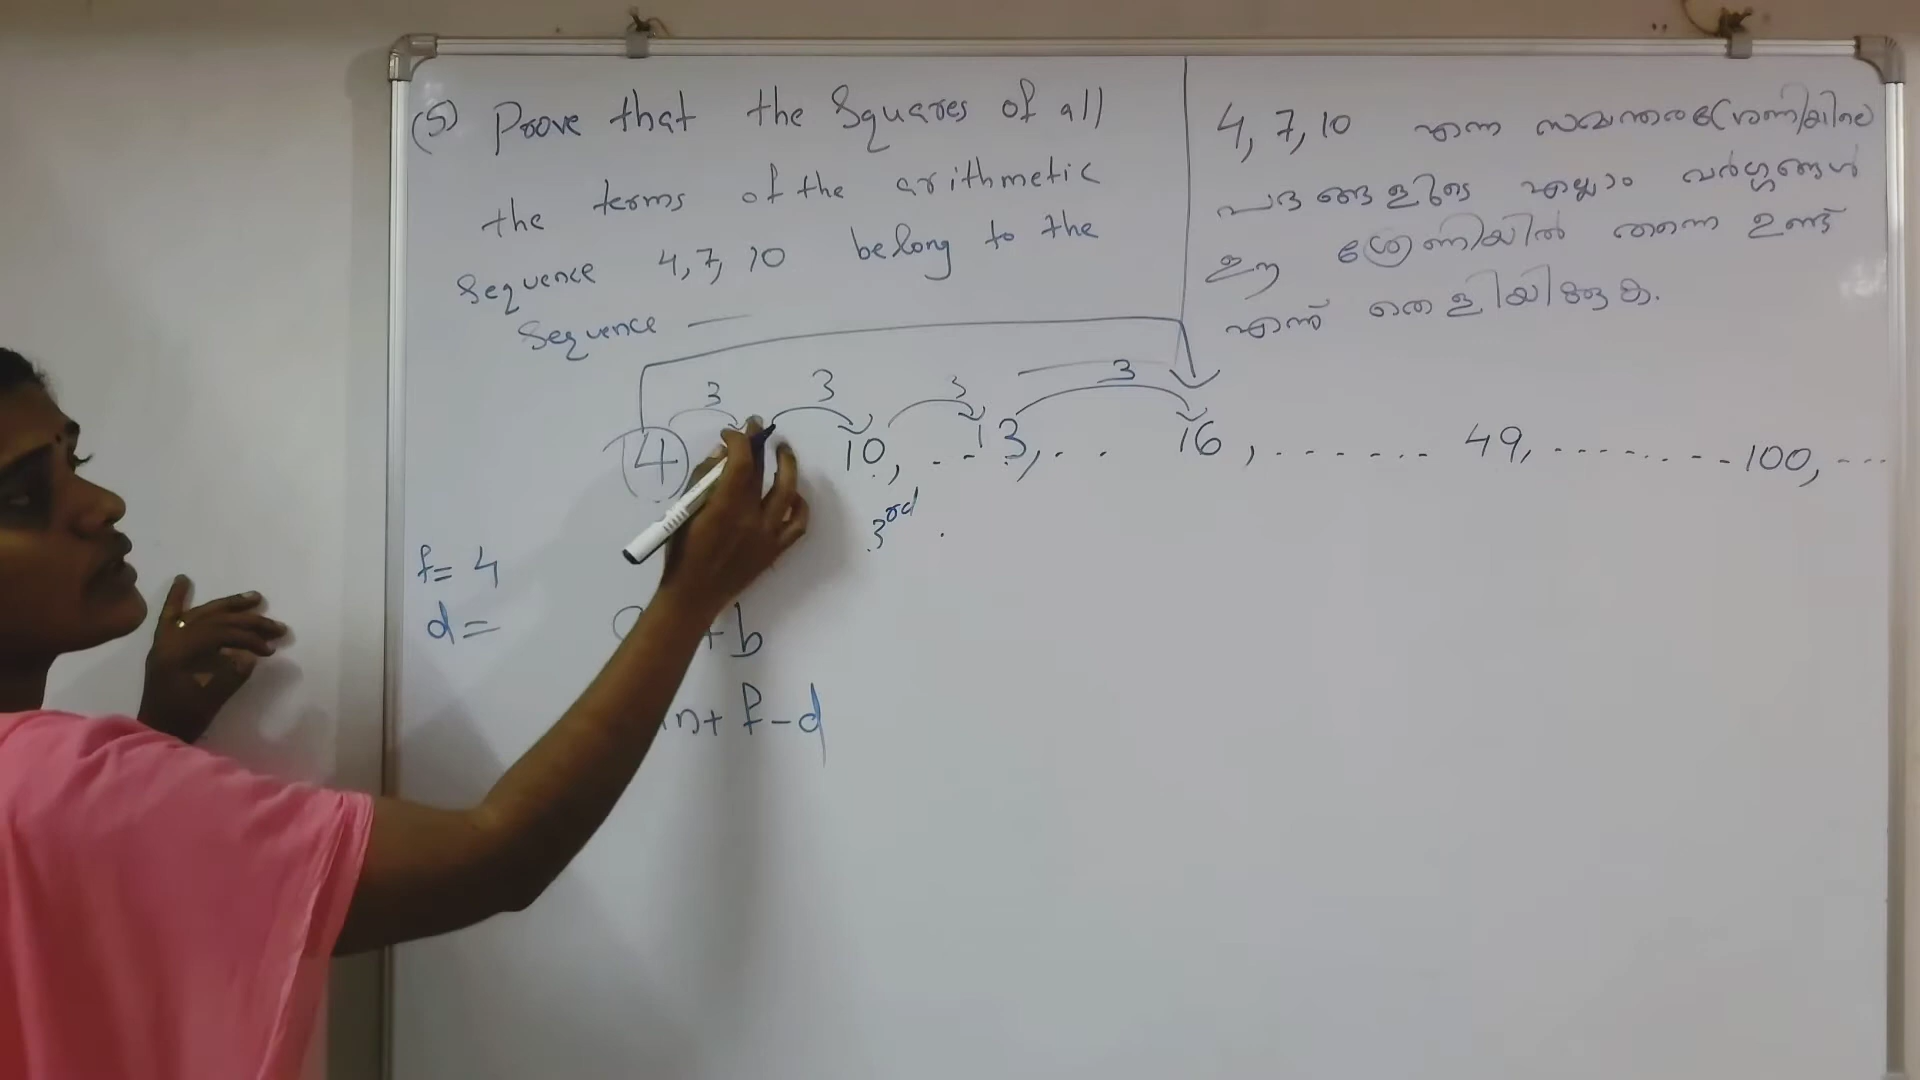 (5) Prove that the Squares of all
the terms of the arithmetic
Sequence 4, 7, 10 belong to the
Sequence —
4, 7, 10 എന്ന സമാന്തരശ്രേണിയിലെ
പദങ്ങളുടെ എല്ലാം വർഗ്ഗങ്ങൾ
ഈ ശ്രേണിയിൽ തന്നെ ഉണ്ട്
എന്ന് തെളിയിക്കുക.
3 3 3 3
4 10, - - 13, . . 16, . . . . . . 49, . . . . . . . 100, - - -
3rd .
f= 4
d=
+b
n+ f-d